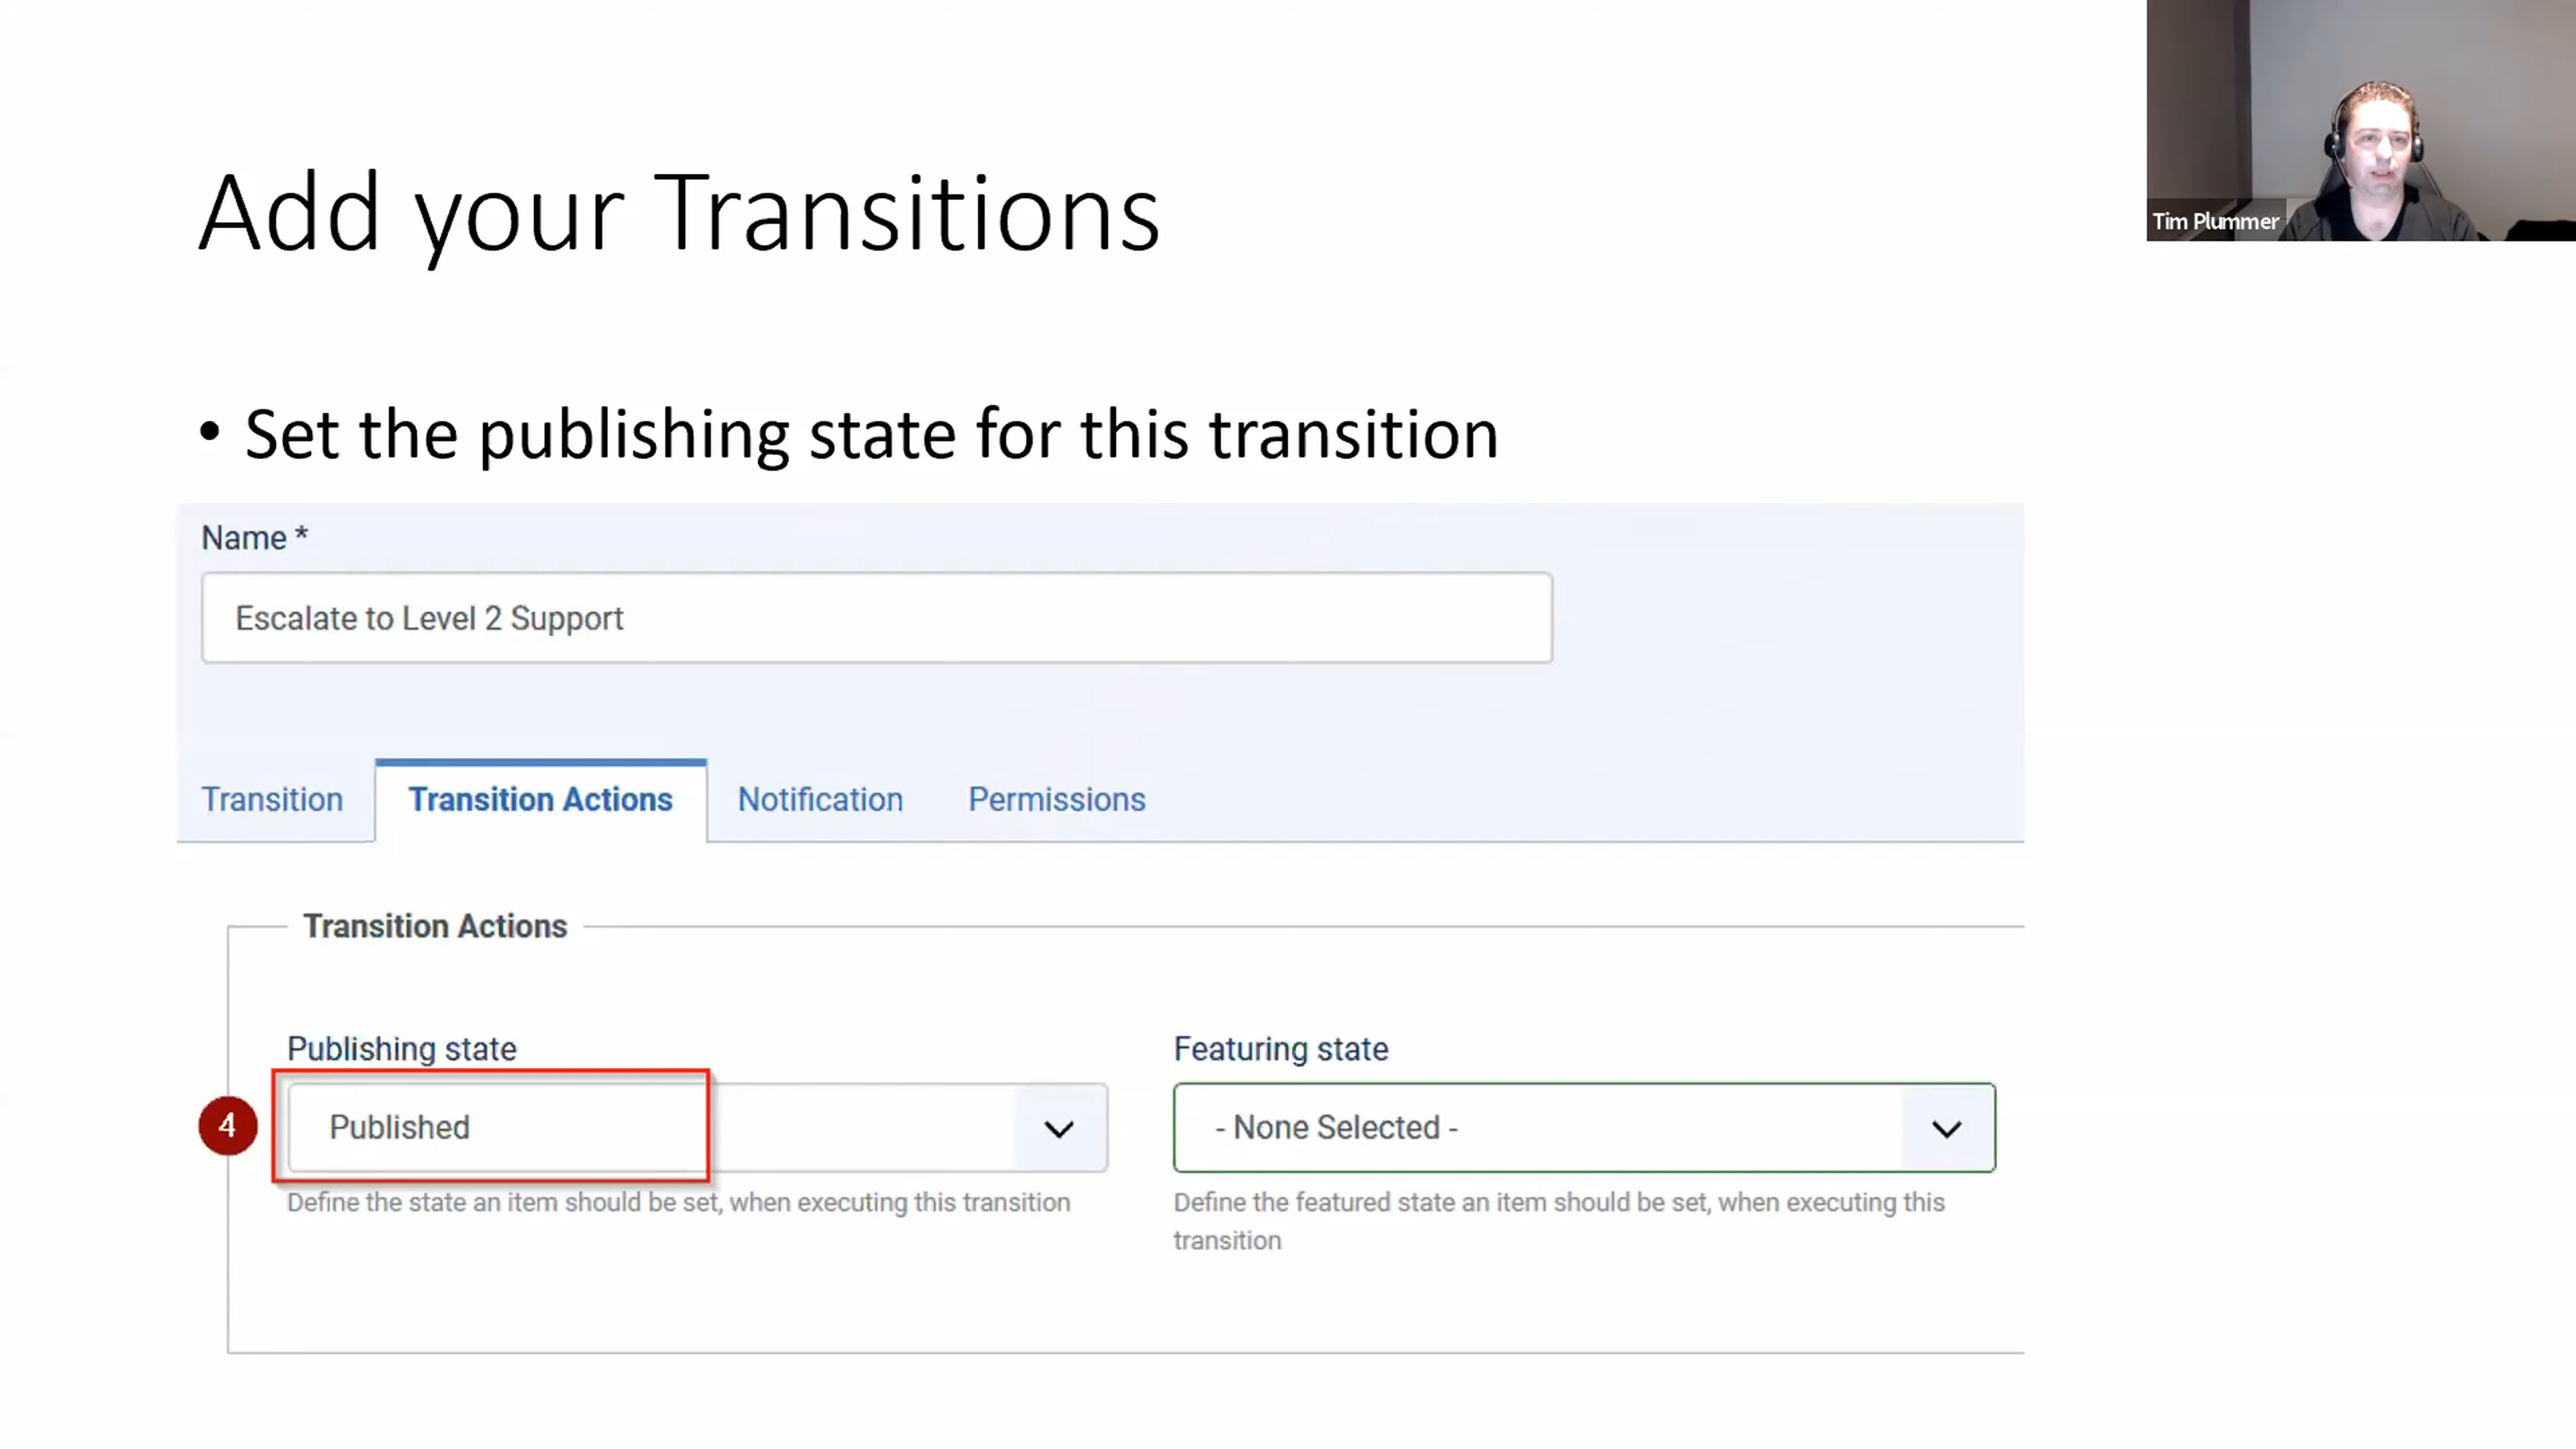 Add your Transitions
Tim Plummer
• Set the publishing state for this transition
Name *
Escalate to Level 2 Support
Transition Transition Actions Notification Permissions
Transition Actions
Publishing state
4 Published
Define the state an item should be set, when executing this transition
Featuring state
- None Selected -
Define the featured state an item should be set, when executing this
transition